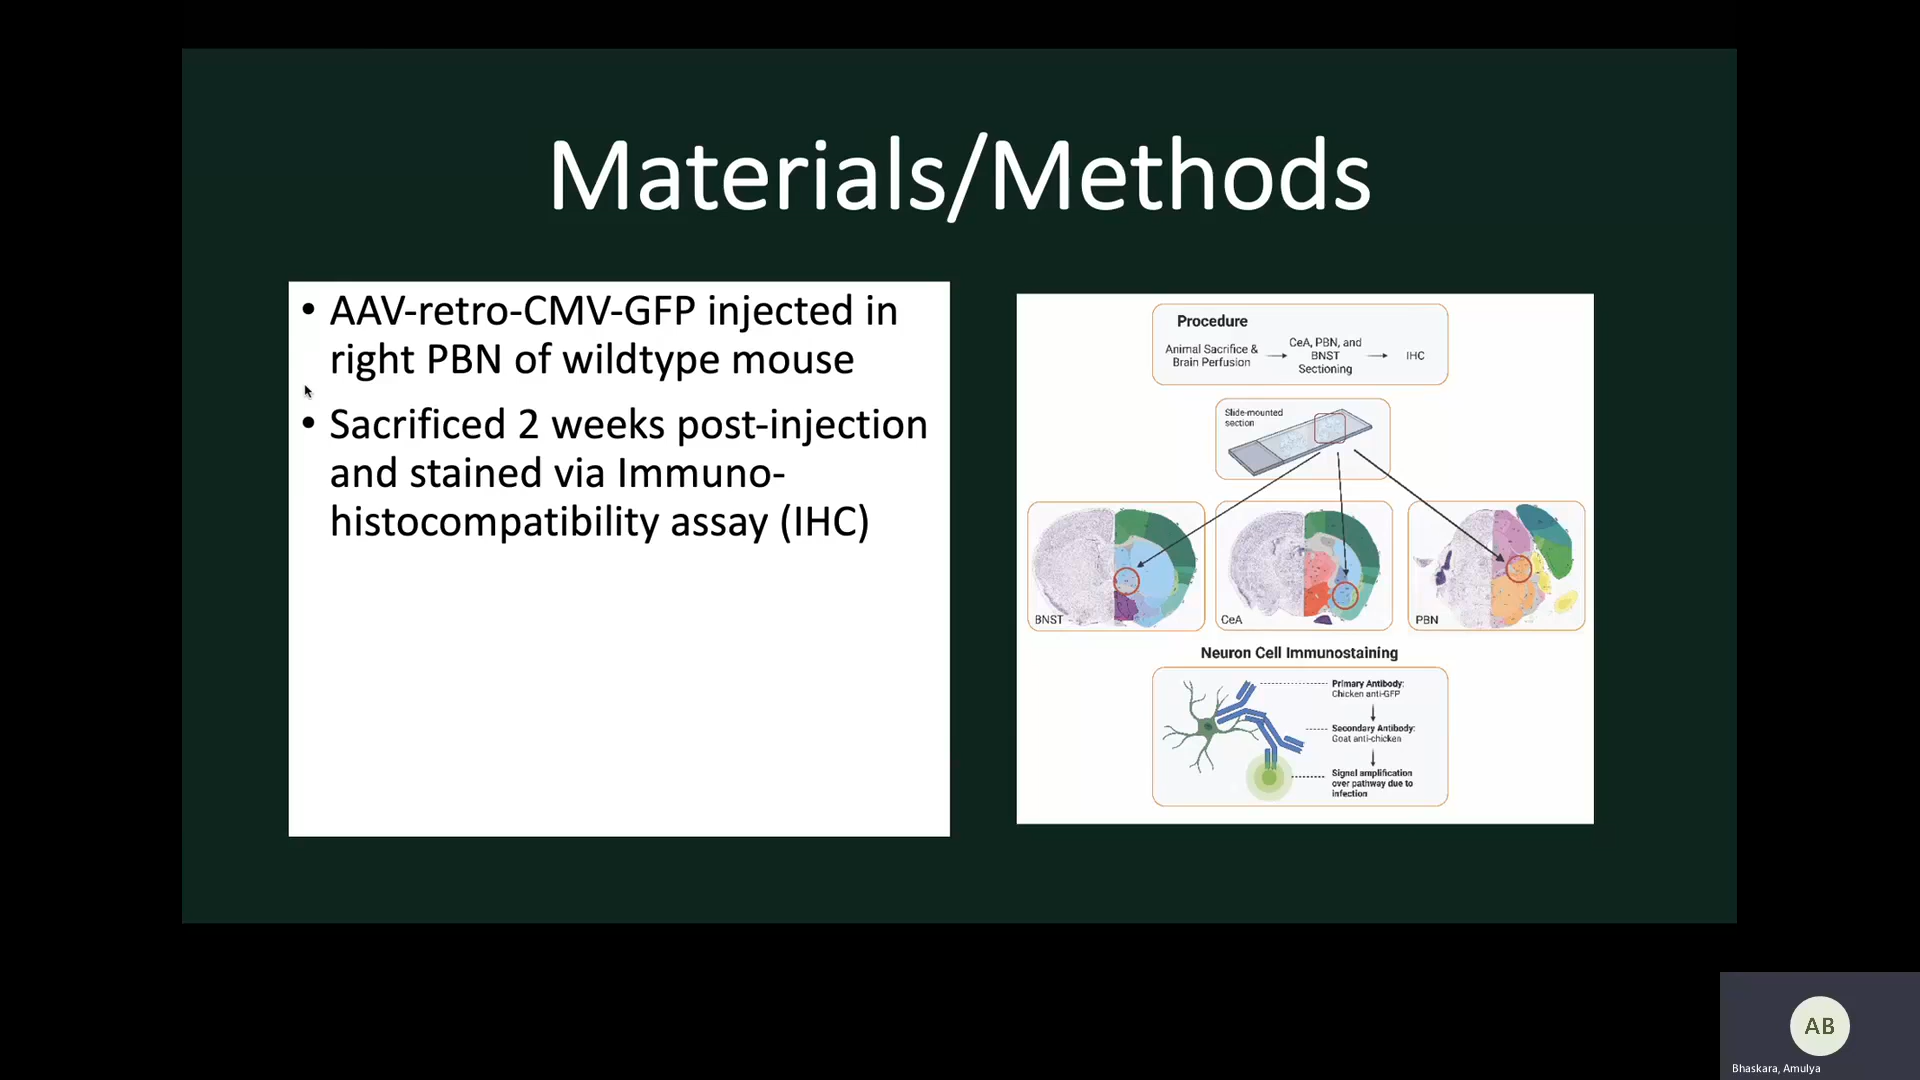 Materials/Methods
• AAV-retro-CMV-GFP injected in
right PBN of wildtype mouse
• Sacrificed 2 weeks post-injection
and stained via Immuno-
histocompatibility assay (IHC)
Procedure
Animal Sacrifice &
Brain Perfusion
CeA, PBN, and
BNST
Sectioning
IHC
Slide-mounted
section
BNST
CeA
PBN
Neuron Cell Immunostaining
Primary Antibody:
Chicken anti-GFP
Secondary Antibody:
Goat anti-chicken
Signel amplification
over pathway due to
infection
AB
Bhaskara, Amulya